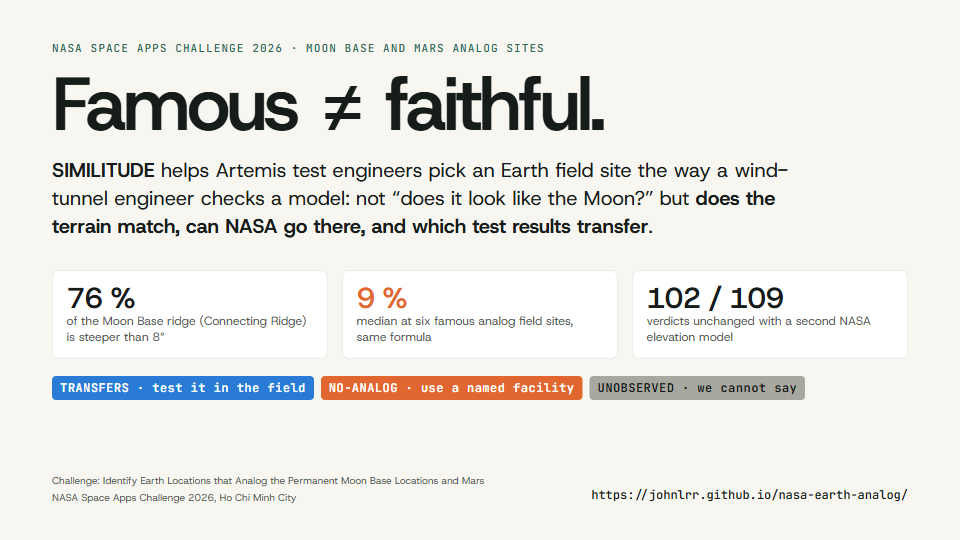 NASA SPACE APPS CHALLENGE 2026 · MOON BASE AND MARS ANALOG SITES
Famous ≠ faithful.
SIMILITUDE helps Artemis test engineers pick an Earth field site the way a wind-
tunnel engineer checks a model: not “does it look like the Moon?” but does the
terrain match, can NASA go there, and which test results transfer.
76 %
of the Moon Base ridge (Connecting Ridge)
is steeper than 8°
9 %
median at six famous analog field sites,
same formula
102 / 109
verdicts unchanged with a second NASA
elevation model
TRANSFERS · test it in the field
NO-ANALOG · use a named facility
UNOBSERVED · we cannot say
Challenge: Identify Earth Locations that Analog the Permanent Moon Base Locations and Mars
NASA Space Apps Challenge 2026, Ho Chi Minh City
https://johnlrr.github.io/nasa-earth-analog/